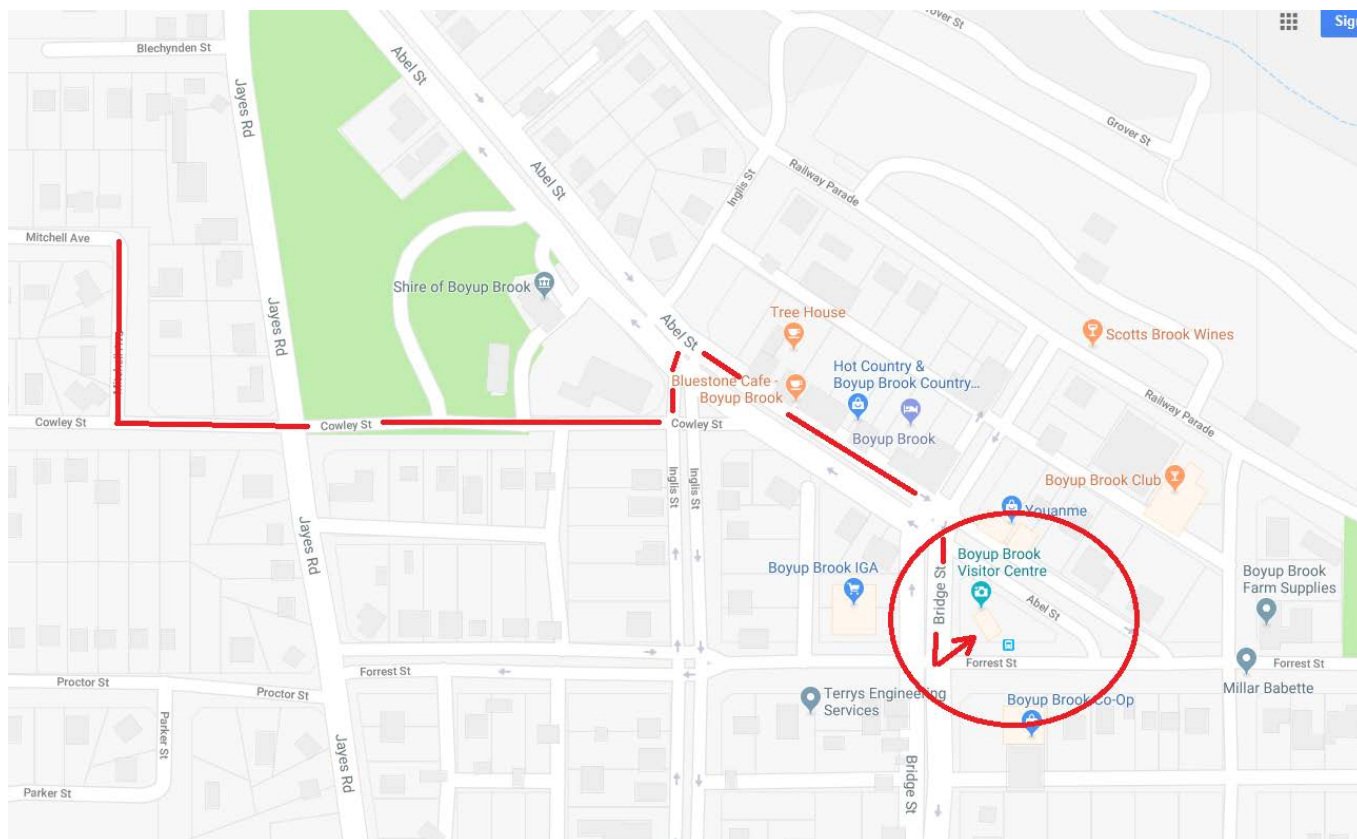 over St
Sign
Blechynden St
Abel St
Jayes Rd
Grover St
Abel St
Railway Parade
Inglis St
Mitchell Ave
Shire of Boyup Brook
Jayes Rd
Tree House
Scotts Brook Wines
Abel St
Hot Country &
Boyup Brook Country...
Bluestone Cafe -
Boyup Brook
Mitchell Ave
Railway Parade
Cowley St
Cowley St
Cowley St
Boyup Brook
Inglis St
Inglis St
Boyup Brook Club
Youanme
Jayes Rd
Boyup Brook
Visitor Centre
Boyup Brook IGA
Bridge St
Abel St
Boyup Brook
Farm Supplies
Forrest St
Forrest St
Forrest St
Proctor St
Proctor St
Millar Babette
Terrys Engineering
Services
Boyup Brook Co-Op
Parker St
Jayes Rd
Bridge St
Parker St